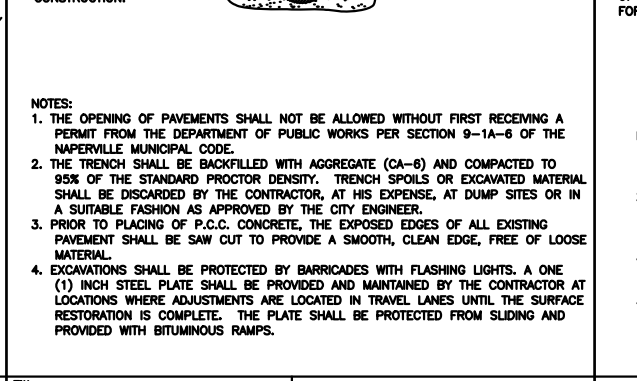 CONSTRUCTION.
FOR
NOTES:
1. THE OPENING OF PAVEMENTS SHALL NOT BE ALLOWED WITHOUT FIRST RECEIVING A
PERMIT FROM THE DEPARTMENT OF PUBLIC WORKS PER SECTION 9-1A-6 OF THE
NAPERVILLE MUNICIPAL CODE.
2. THE TRENCH SHALL BE BACKFILLED WITH AGGREGATE (CA-6) AND COMPACTED TO
95% OF THE STANDARD PROCTOR DENSITY. TRENCH SPOILS OR EXCAVATED MATERIAL
SHALL BE DISCARDED BY THE CONTRACTOR, AT HIS EXPENSE, AT DUMP SITES OR IN
A SUITABLE FASHION AS APPROVED BY THE CITY ENGINEER.
3. PRIOR TO PLACING OF P.C.C. CONCRETE, THE EXPOSED EDGES OF ALL EXISTING
PAVEMENT SHALL BE SAW CUT TO PROVIDE A SMOOTH, CLEAN EDGE, FREE OF LOOSE
MATERIAL.
4. EXCAVATIONS SHALL BE PROTECTED BY BARRICADES WITH FLASHING LIGHTS. A ONE
(1) INCH STEEL PLATE SHALL BE PROVIDED AND MAINTAINED BY THE CONTRACTOR AT
LOCATIONS WHERE ADJUSTMENTS ARE LOCATED IN TRAVEL LANES UNTIL THE SURFACE
RESTORATION IS COMPLETE. THE PLATE SHALL BE PROTECTED FROM SLIDING AND
PROVIDED WITH BITUMINOUS RAMPS.